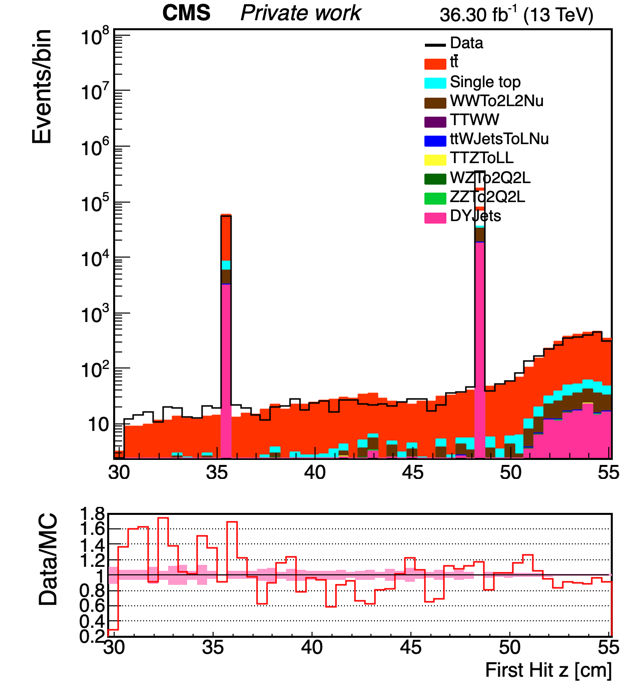 CMS Private work 36.30 fb⁻¹ (13 TeV)
Events/bin
10⁸
10⁷
10⁶
10⁵
10⁴
10³
10²
10
Data
tt̄
Single top
WWTo2L2Nu
TTWW
ttWJetsToLNu
TTZToLL
WZTo2Q2L
ZZTo2Q2L
DYJets
30 35 40 45 50 55
Data/MC
1.8
1.6
1.4
1.2
1
0.8
0.6
0.4
0.2
30 35 40 45 50 55
First Hit z [cm]